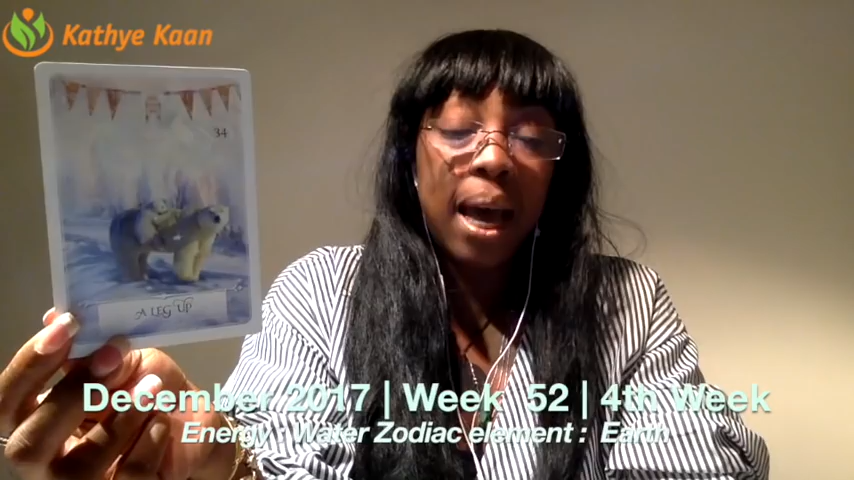 Kathye Kaan
34
A LEG UP
December 2017 | Week 52 | 4th Week
Energy : Water Zodiac element : Earth